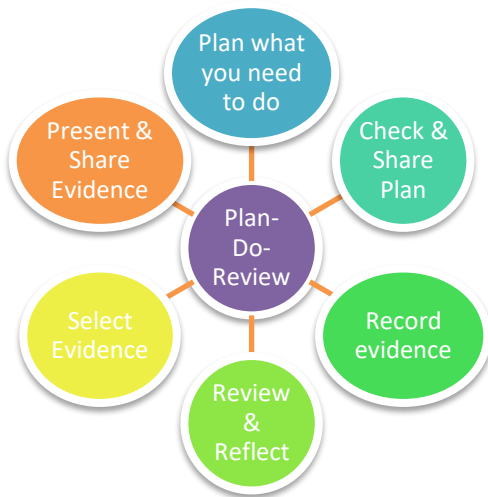 Plan what
you need
to do
Check &
Share
Plan
Record
evidence
Review
&
Reflect
Select
Evidence
Present &
Share
Evidence
Plan-
Do-
Review